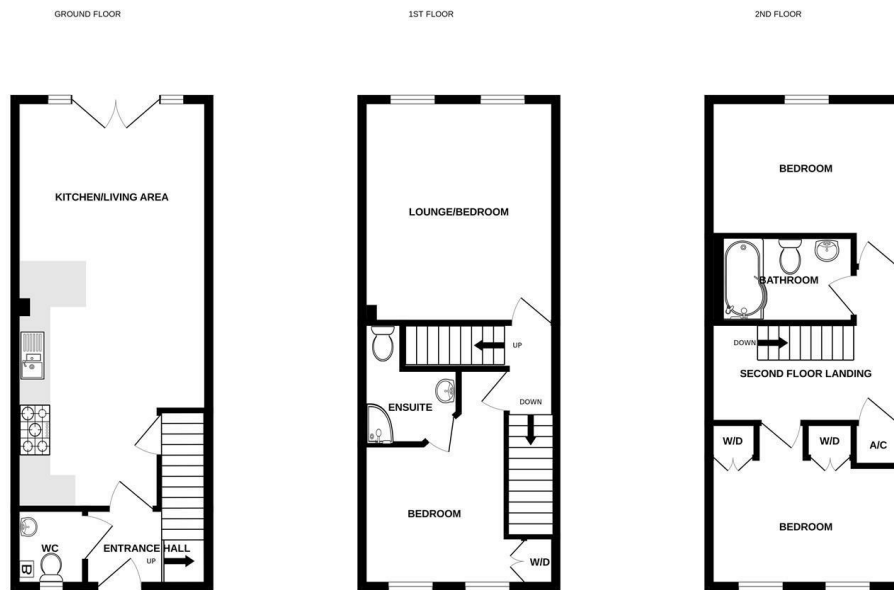 GROUND FLOOR
1ST FLOOR
2ND FLOOR
KITCHEN/LIVING AREA
WC
ENTRANCE HALL
UP
B
LOUNGE/BEDROOM
UP
ENSUITE
DOWN
BEDROOM
W/D
BEDROOM
BATHROOM
DOWN
SECOND FLOOR LANDING
W/D
W/D
A/C
BEDROOM